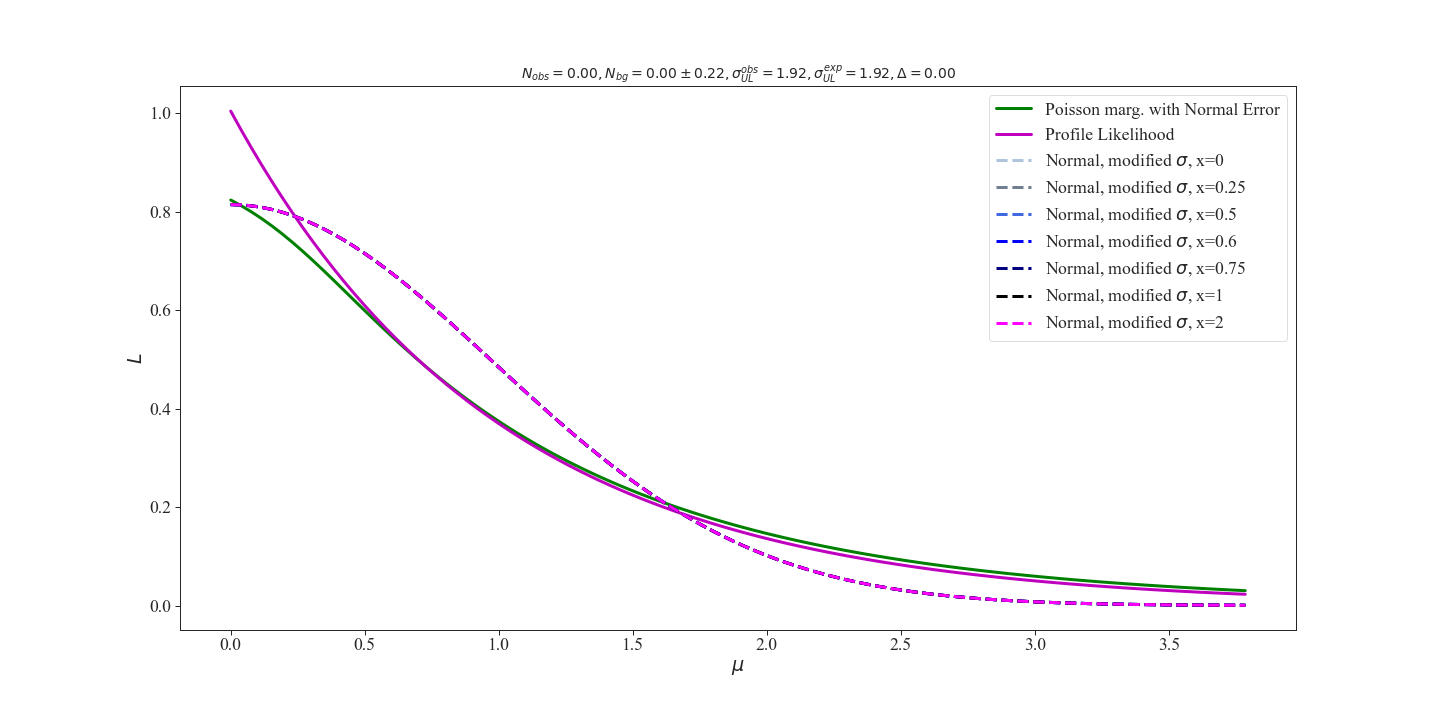 N_obs = 0.00, N_bg = 0.00 ± 0.22, σ_UL^obs = 1.92, σ_UL^exp = 1.92, Δ = 0.00
Poisson marg. with Normal Error
Profile Likelihood
Normal, modified σ, x=0
Normal, modified σ, x=0.25
Normal, modified σ, x=0.5
Normal, modified σ, x=0.6
Normal, modified σ, x=0.75
Normal, modified σ, x=1
Normal, modified σ, x=2
1.0
0.8
0.6
0.4
0.2
0.0
L
0.0 0.5 1.0 1.5 2.0 2.5 3.0 3.5
μ